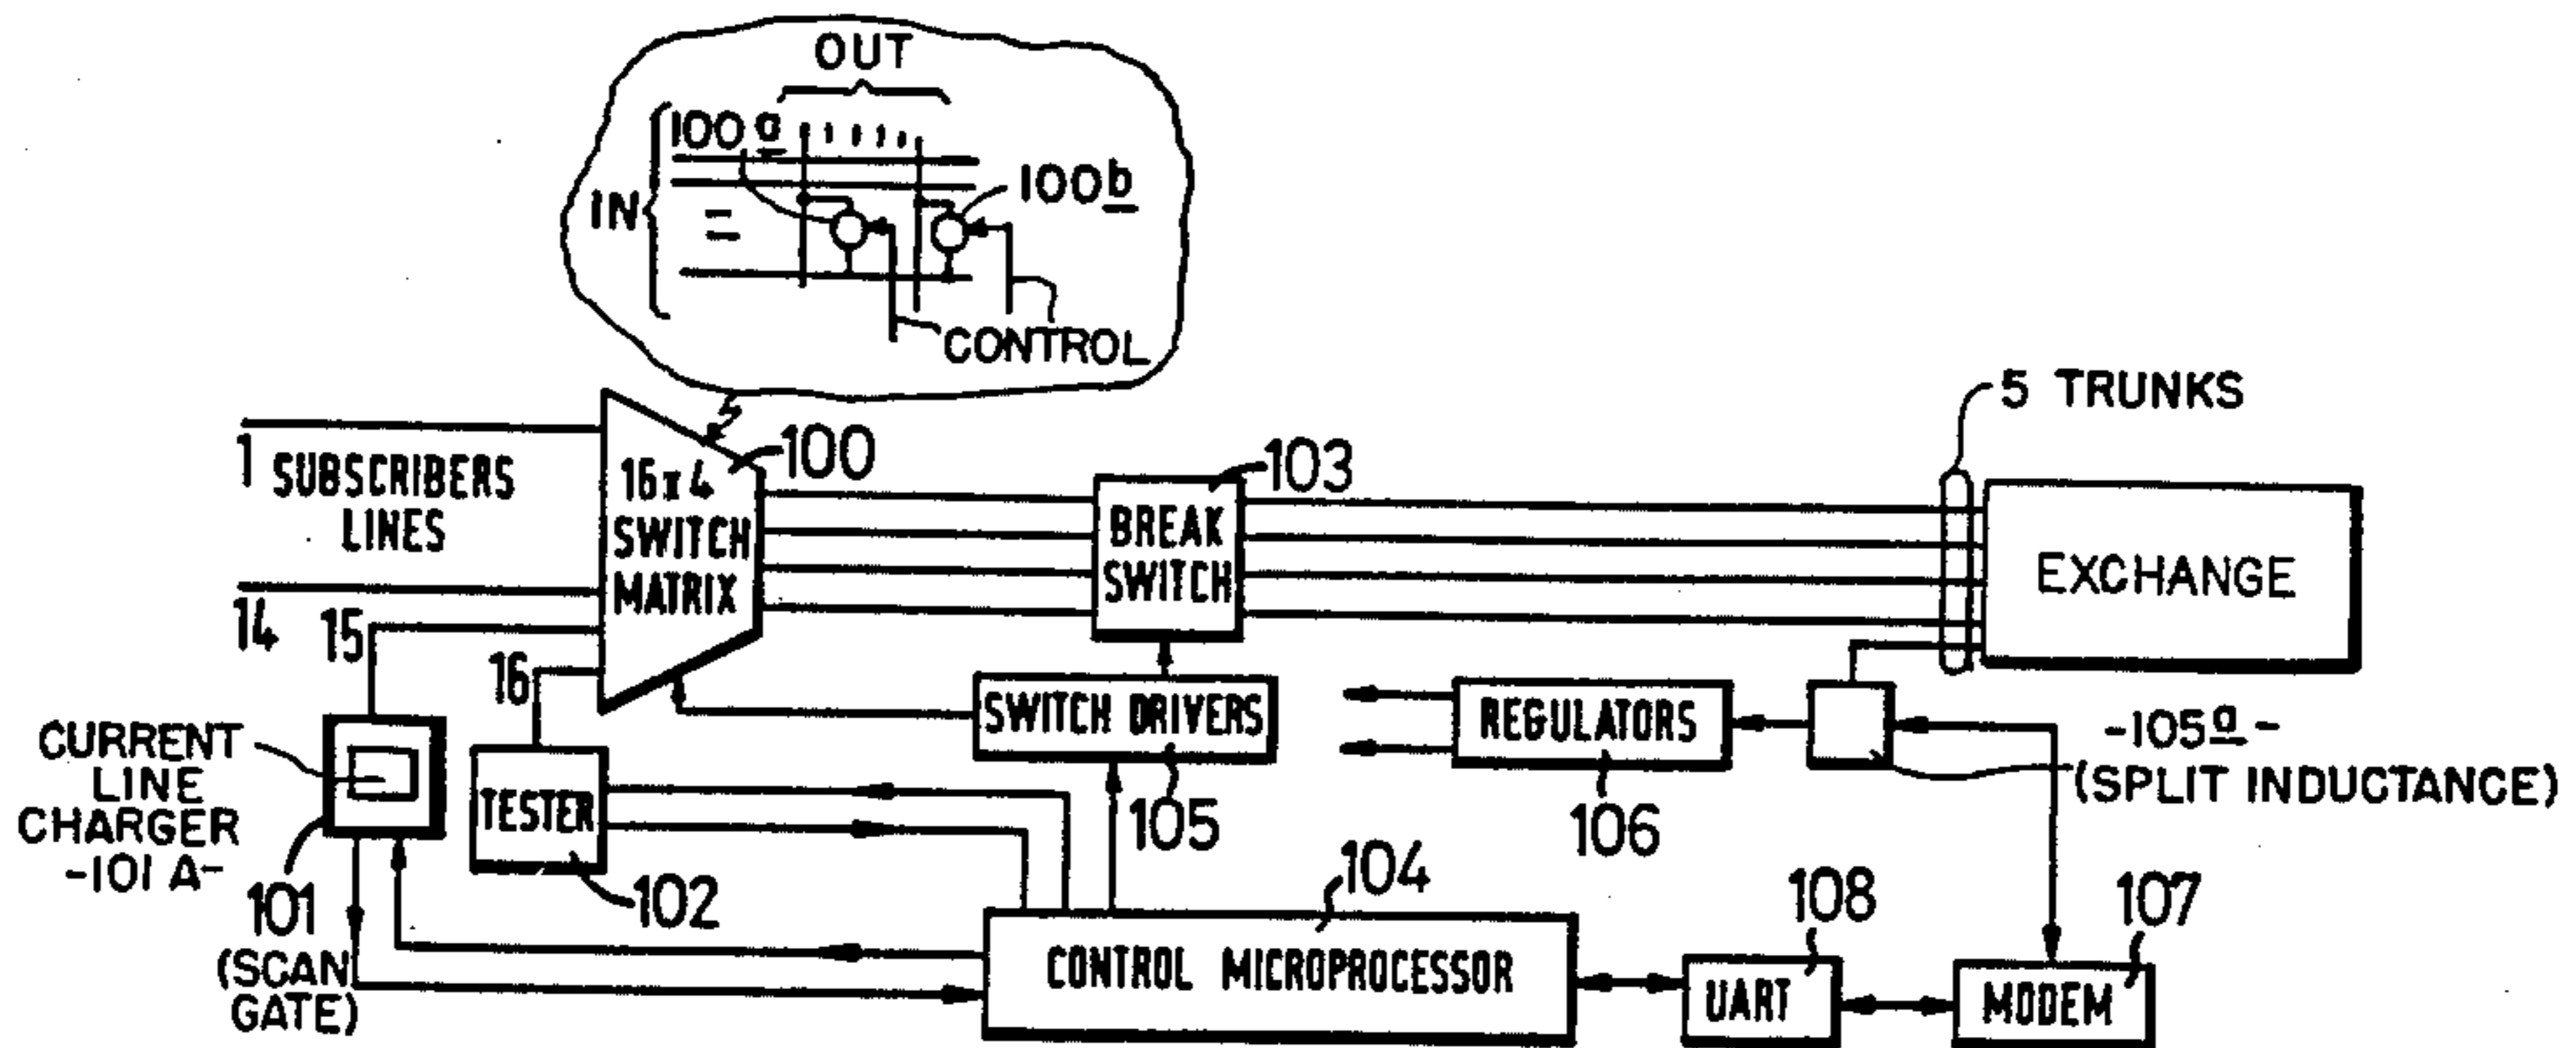 OUT
100a
IN
100b
CONTROL
5 TRUNKS
1 SUBSCRIBERS
LINES
14
15
16
16x4
SWITCH
MATRIX
100
BREAK
SWITCH
103
EXCHANGE
CURRENT
LINE
CHARGER
-101A-
101
(SCAN
GATE)
TESTER
102
SWITCH DRIVERS
105
REGULATORS
106
-105a-
(SPLIT INDUCTANCE)
104
CONTROL MICROPROCESSOR
108
UART
107
MODEM